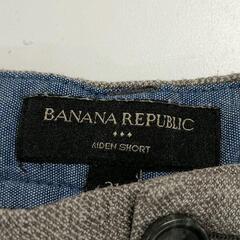 BANANA REPUBLIC
AIDEN SHORT